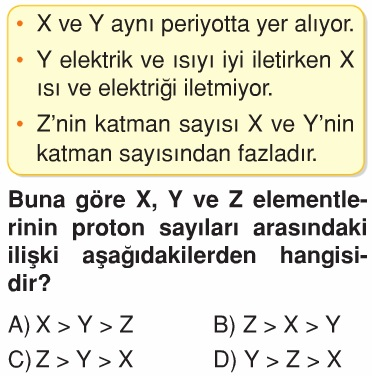 • X ve Y aynı periyotta yer alıyor.
• Y elektrik ve ısıyı iyi iletirken X
ısı ve elektriği iletmiyor.
• Z’nin katman sayısı X ve Y’nin
katman sayısından fazladır.
Buna göre X, Y ve Z elementle-
rinin proton sayıları arasındaki
ilişki aşağıdakilerden hangisi-
dir?
A) X > Y > Z B) Z > X > Y
C) Z > Y > X D) Y > Z > X